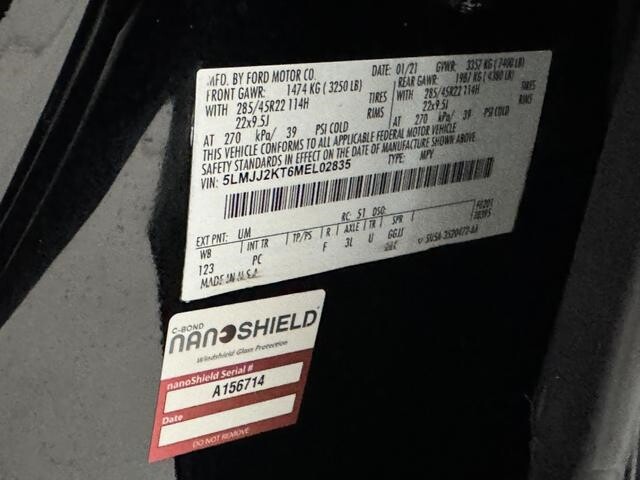 MFD. BY FORD MOTOR CO. DATE: 01/21 GVWR: 3357 KG (7400 LB)
FRONT GAWR: 1474 KG (3250 LB) REAR GAWR: 1987 KG (4380 LB)
WITH 285/45R22 114H TIRES WITH 285/45R22 114H TIRES
22x9.5J RIMS 22x9.5J RIMS
AT 270 kPa/ 39 PSI COLD AT 270 kPa/ 39 PSI COLD
THIS VEHICLE CONFORMS TO ALL APPLICABLE FEDERAL MOTOR VEHICLE
SAFETY STANDARDS IN EFFECT ON THE DATE OF MANUFACTURE SHOWN ABOVE.
VIN: 5LMJJ2KT6MEL02835 TYPE: MPV
EXT PNT: UM RC: 51 DSO:
WB INT TR TP/PS R AXLE TR SPR
123 PC F 3L U GGJJ
MADE IN U.S.A.
C-BOND
NANOSHIELD
Windshield Glass Protection
nanoShield Serial #
A156714
Date
DO NOT REMOVE